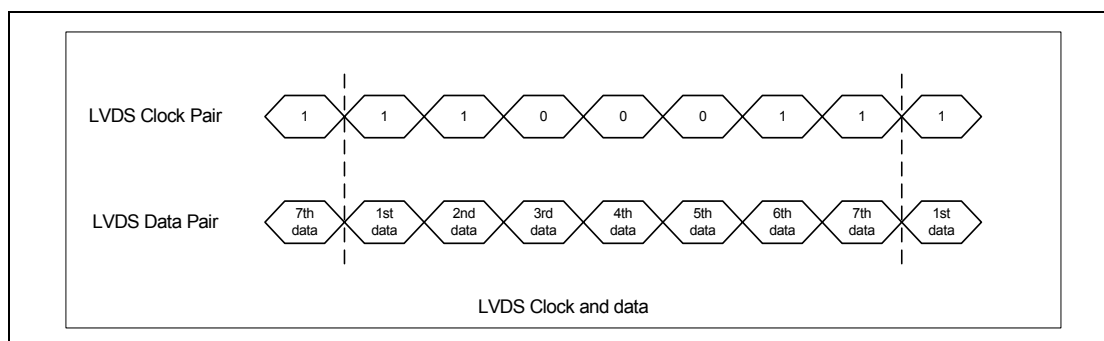 LVDS Clock Pair 1 1 1 0 0 0 1 1 1
LVDS Data Pair 7th data 1st data 2nd data 3rd data 4th data 5th data 6th data 7th data 1st data
LVDS Clock and data